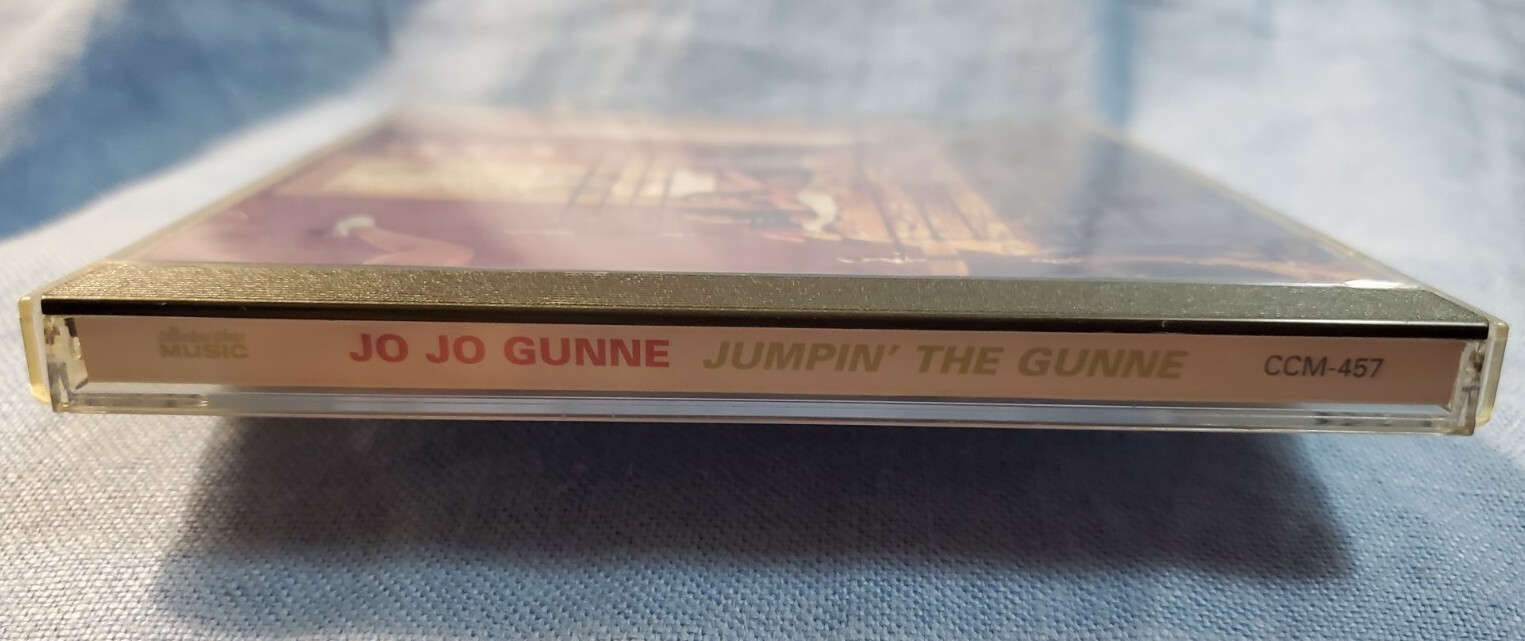 MUSIC JO JO GUNNE JUMPIN' THE GUNNE CCM-457